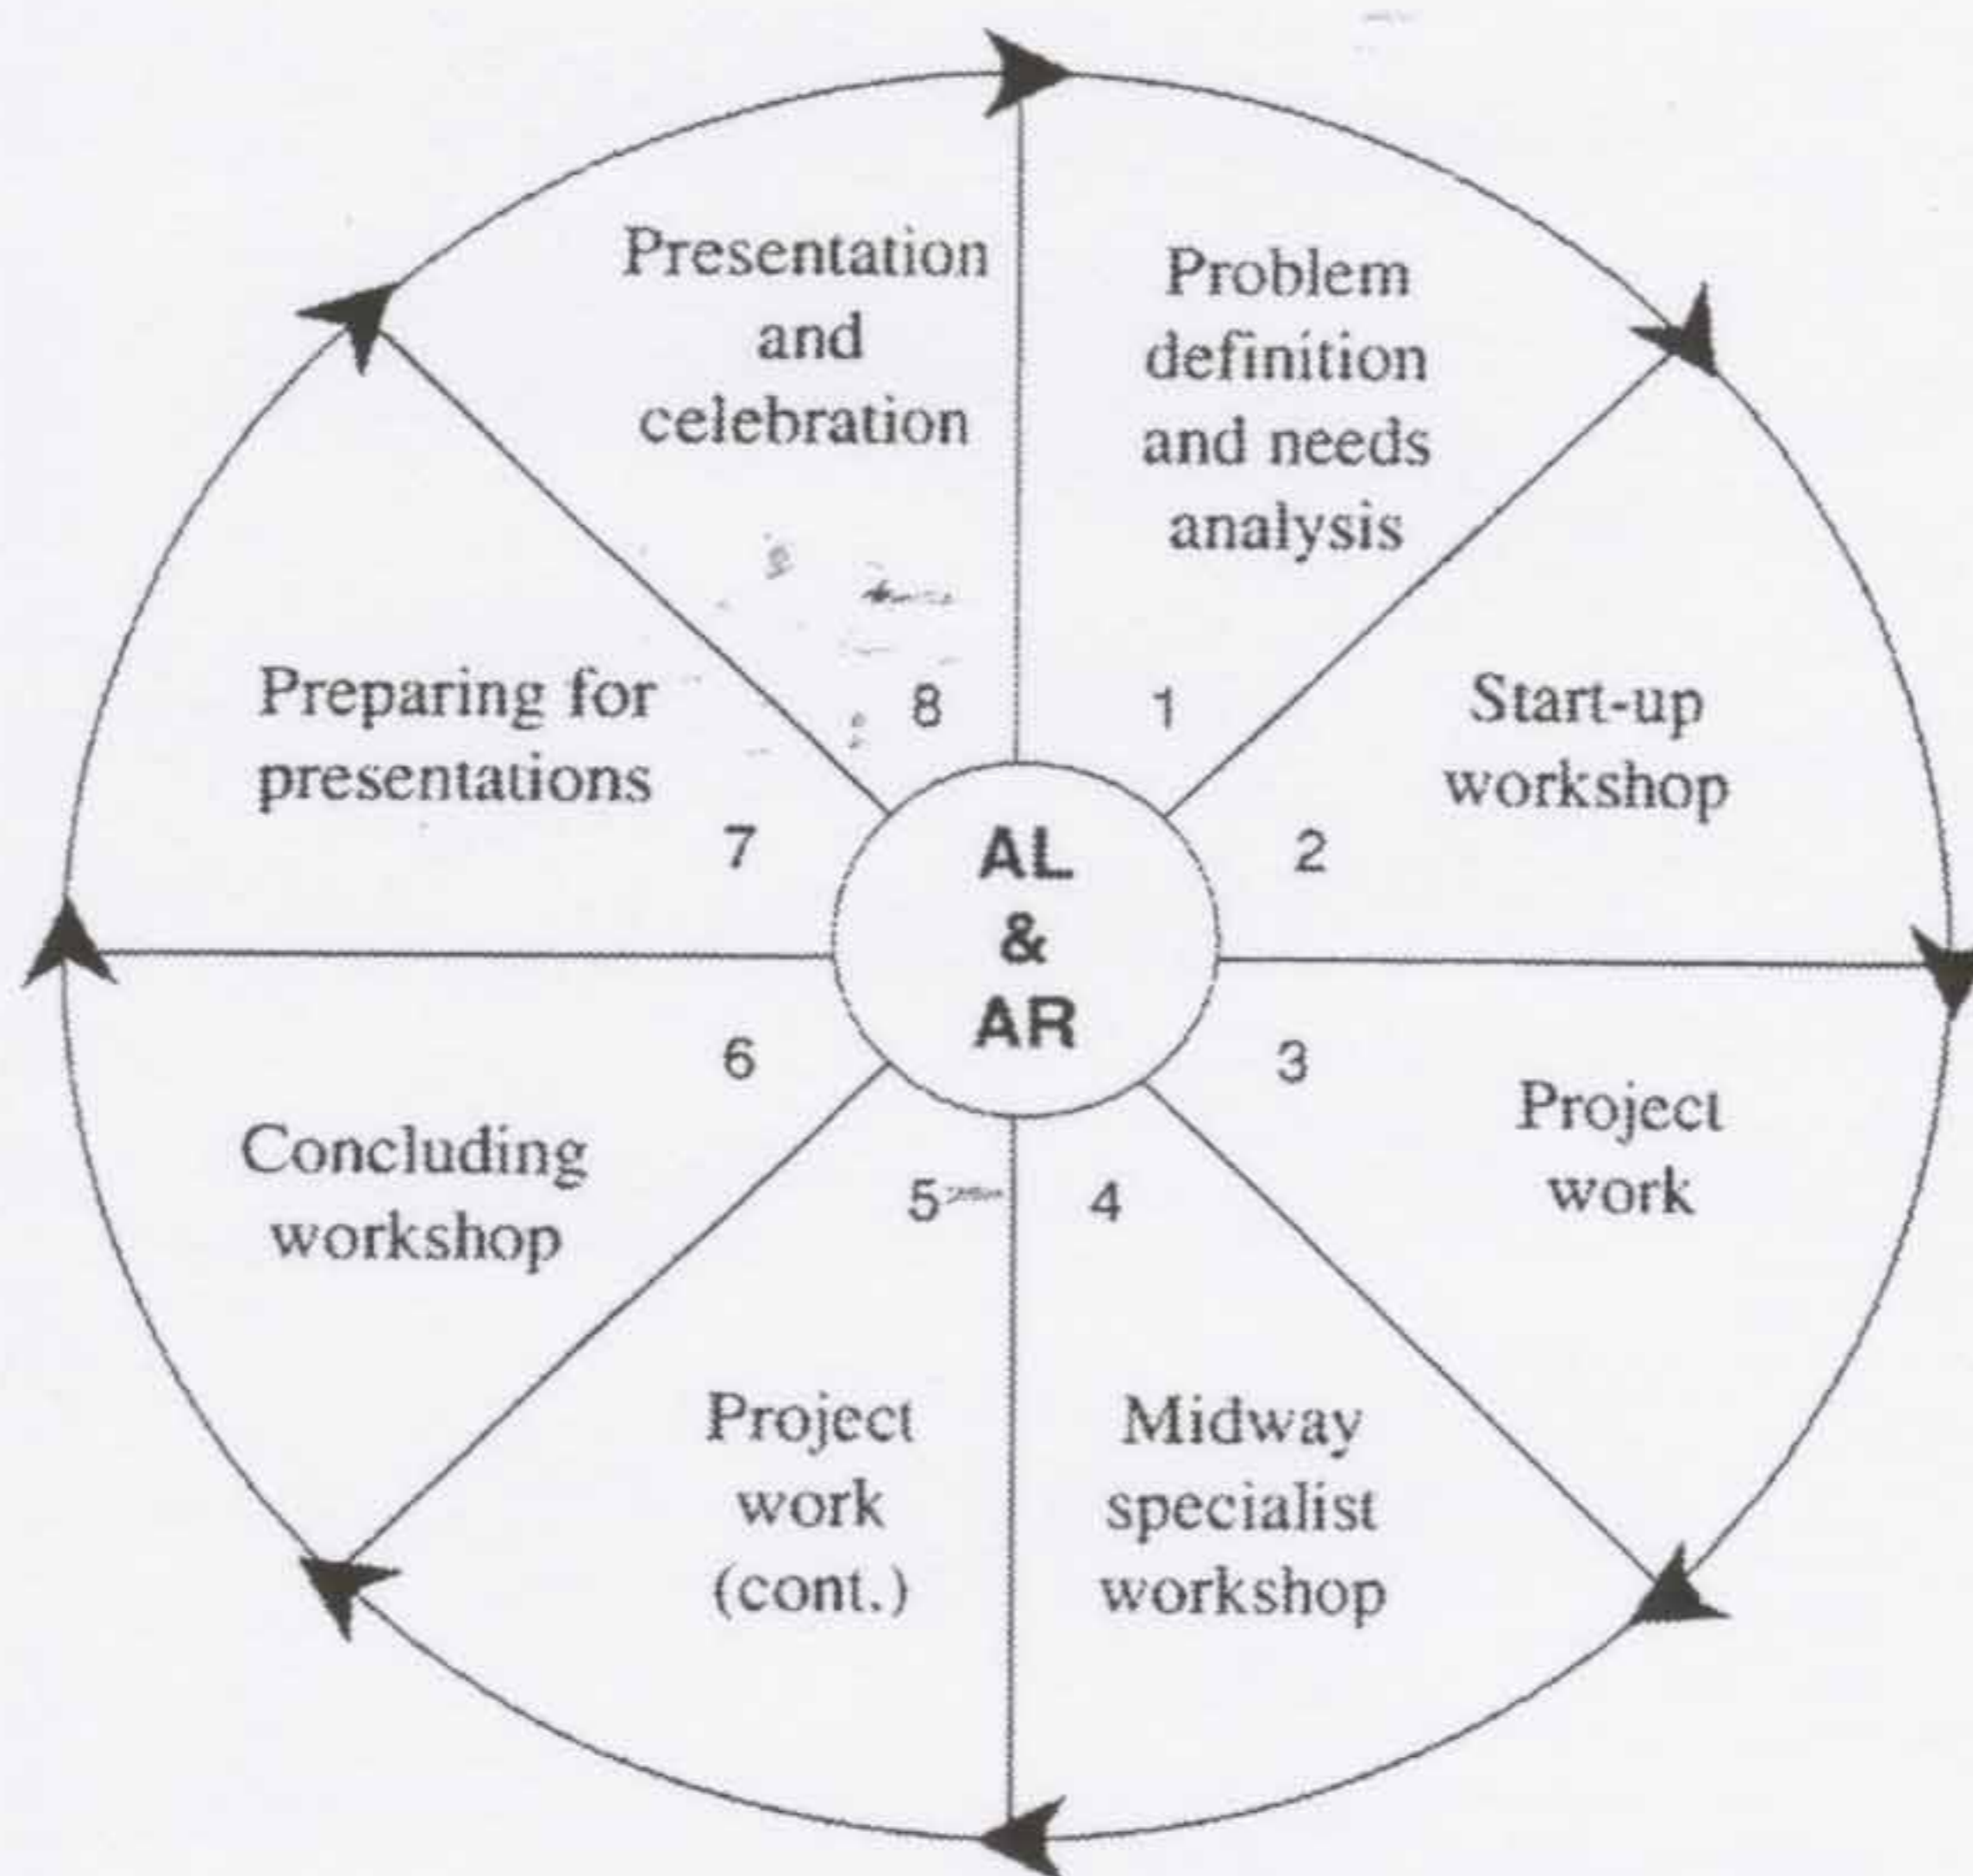 Problem
definition
and needs
analysis
1
Start-up
workshop
2
3
Project
work
4
Midway
specialist
workshop
5
Project
work
(cont.)
6
Concluding
workshop
Preparing for
presentations
7
Presentation
and
celebration
8
AL
&
AR